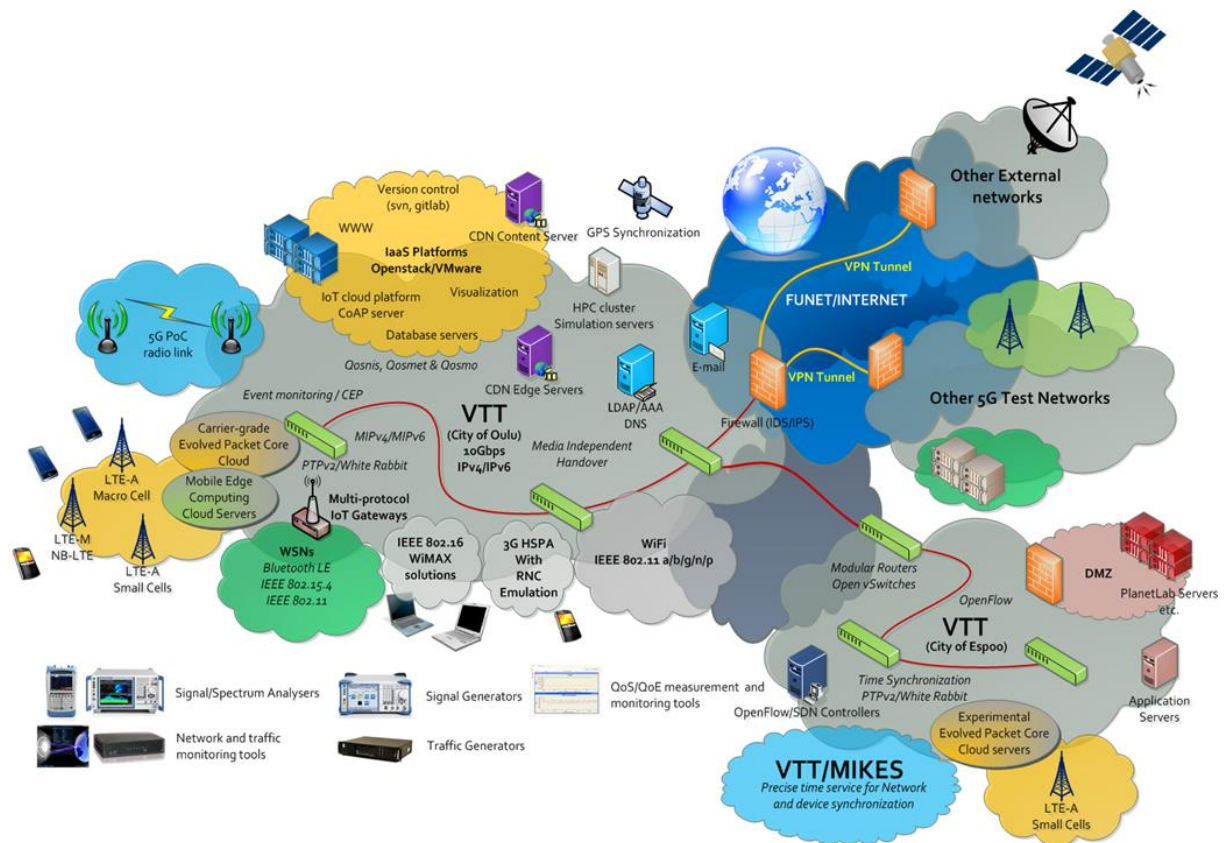 Other External
networks
Version control
(svn, gitlab)
WWW
CDN Content Server
GPS Synchronization
IaaS Platforms
Openstack/VMware
VPN Tunnel
FUNET/INTERNET
IoT cloud platform
CoAP server
Visualization
HPC cluster
Simulation servers
5G PoC
radio link
Database servers
Qosnis, Qosmet & Qosmo
CDN Edge Servers
E-mail
VPN Tunnel
Other 5G Test Networks
Event monitoring / CEP
LDAP/AAA
DNS
Firewall (IDS/IPS)
VTT
(City of Oulu)
10Gbps
IPv4/IPv6
Carrier-grade
Evolved Packet Core
Cloud
MIPv4/MIPv6
Media Independent
Handover
PTPv2/White Rabbit
LTE-A
Macro Cell
Mobile Edge
Computing
Cloud Servers
Multi-protocol
IoT Gateways
LTE-M
NB-LTE
LTE-A
Small Cells
WSNs
Bluetooth LE
IEEE 802.15.4
IEEE 802.11
IEEE 802.16
WiMAX
solutions
3G HSPA
With
RNC
Emulation
WiFi
IEEE 802.11 a/b/g/n/p
Modular Routers
Open vSwitches
DMZ
PlanetLab Servers
etc.
OpenFlow
VTT
(City of Espoo)
Time Synchronization
PTPv2/White Rabbit
OpenFlow/SDN Controllers
Application
Servers
Experimental
Evolved Packet Core
Cloud servers
VTT/MIKES
Precise time service for Network
and device synchronization
LTE-A
Small Cells
Signal/Spectrum Analysers
Signal Generators
QoS/QoE measurement and
monitoring tools
Network and traffic
monitoring tools
Traffic Generators